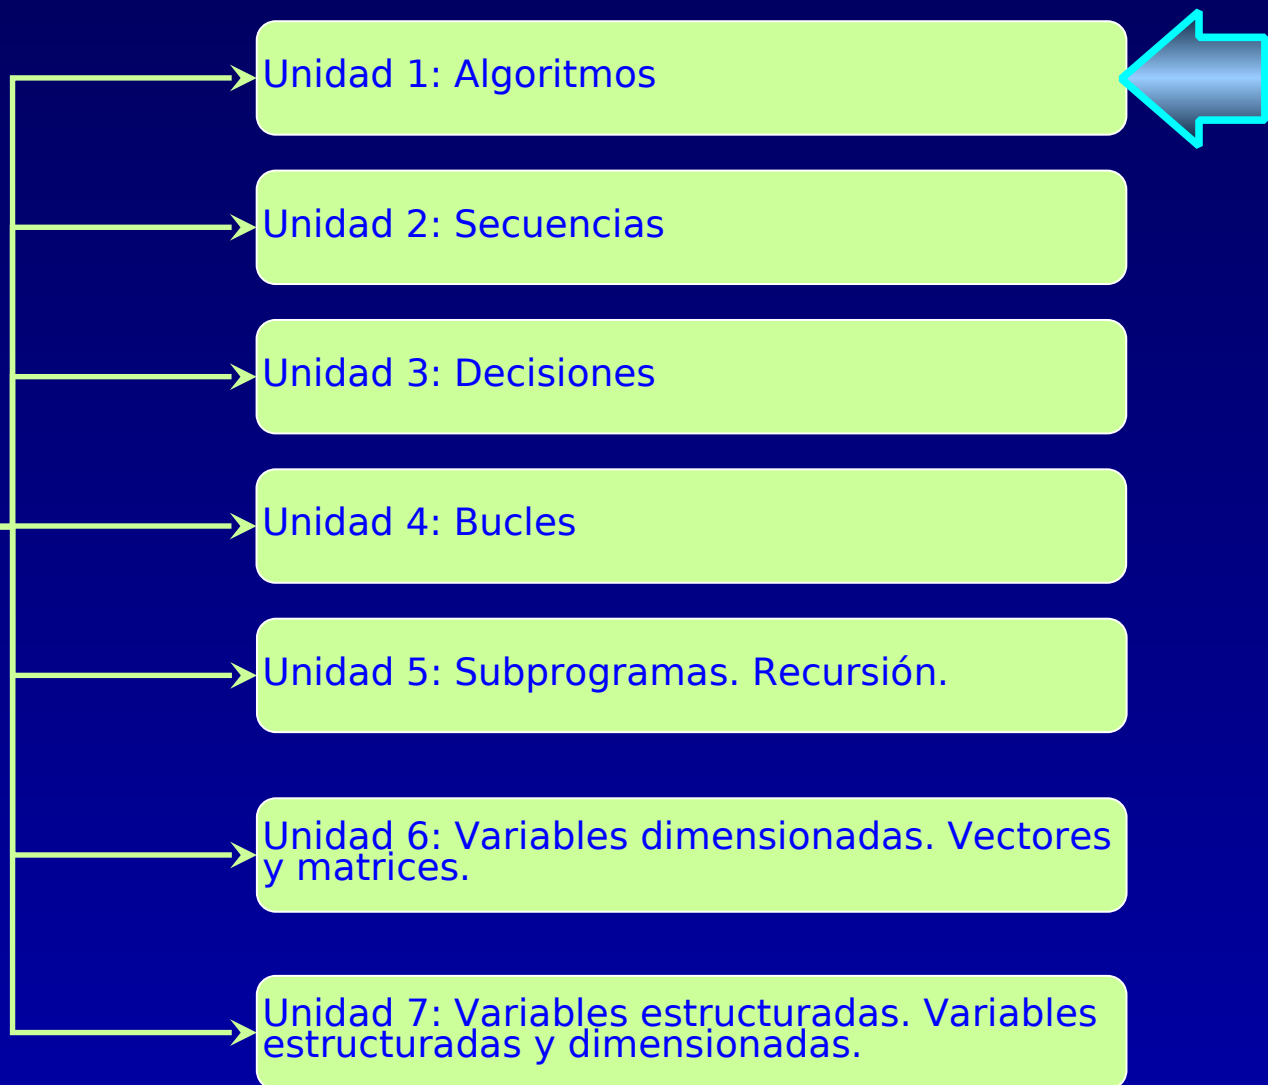 Unidad 1: Algoritmos
Unidad 2: Secuencias
Unidad 3: Decisiones
Unidad 4: Bucles
Unidad 5: Subprogramas. Recursión.
Unidad 6: Variables dimensionadas. Vectores
y matrices.
Unidad 7: Variables estructuradas. Variables
estructuradas y dimensionadas.